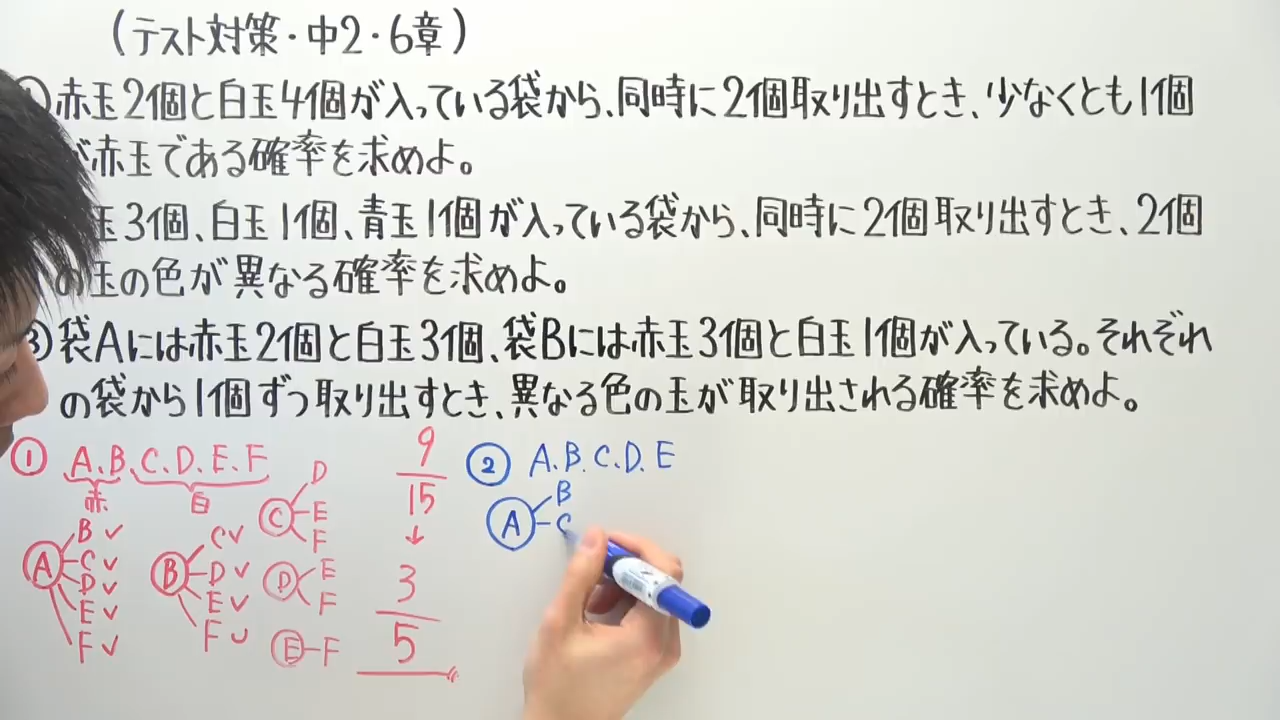 (テスト対策・中2・6章)
①赤玉2個と白玉4個が入っている袋から、同時に2個取り出すとき、少なくとも1個
が赤玉である確率を求めよ。
玉3個、白玉1個、青玉1個が入っている袋から、同時に2個取り出すとき、2個
の玉の色が異なる確率を求めよ。
③袋Aには赤玉2個と白玉3個、袋Bには赤玉3個と白玉1個が入っている。それぞれ
の袋から1個ずつ取り出すとき、異なる色の玉が取り出される確率を求めよ。
① A.B.C.D.E.F
赤 白
A B✓ C✓ D✓ E✓ F✓
B C✓ D✓ E✓ F✓
C D E F
D E F
E F
9
15
↓
3
5
② A.B.C.D.E
A B C